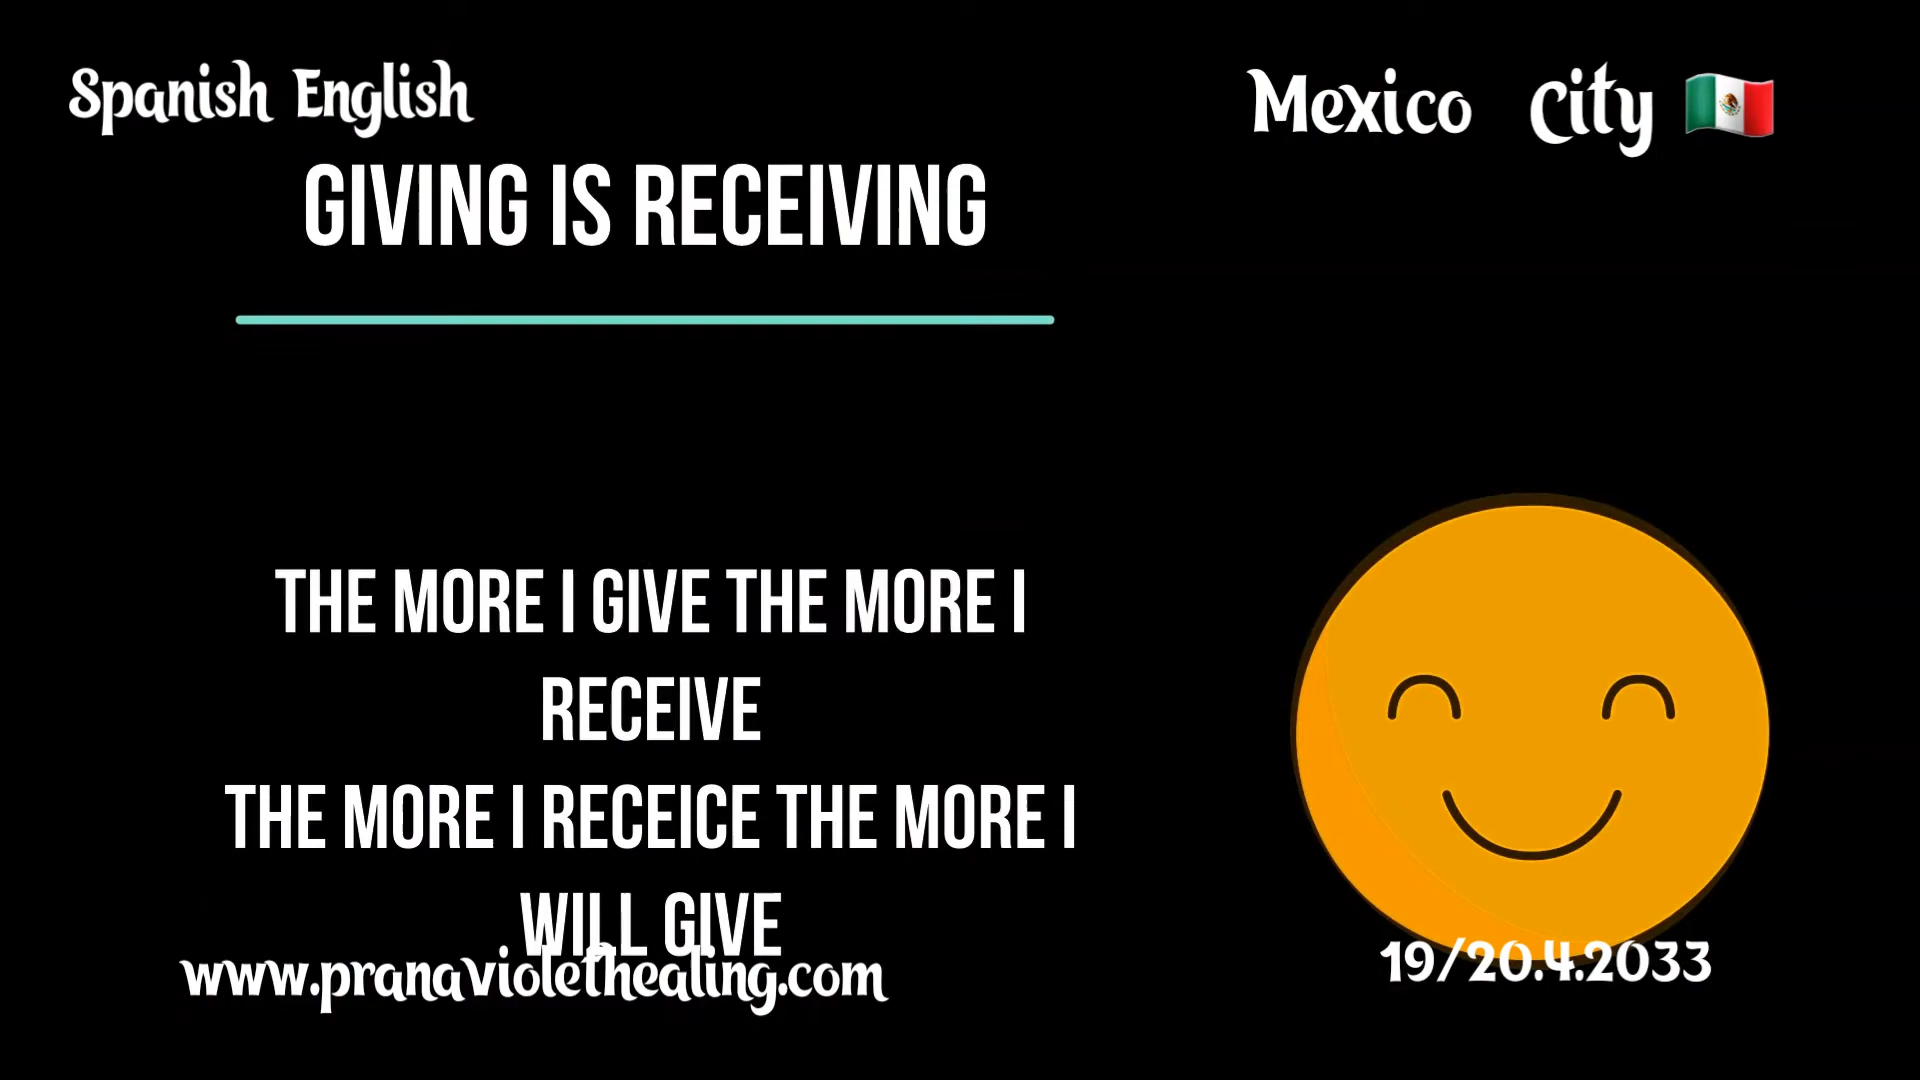 Spanish English
Mexico City
GIVING IS RECEIVING
THE MORE I GIVE THE MORE I
RECEIVE
THE MORE I RECEICE THE MORE I
WILL GIVE
www.pranaviolethealing.com
19/20.4.2033